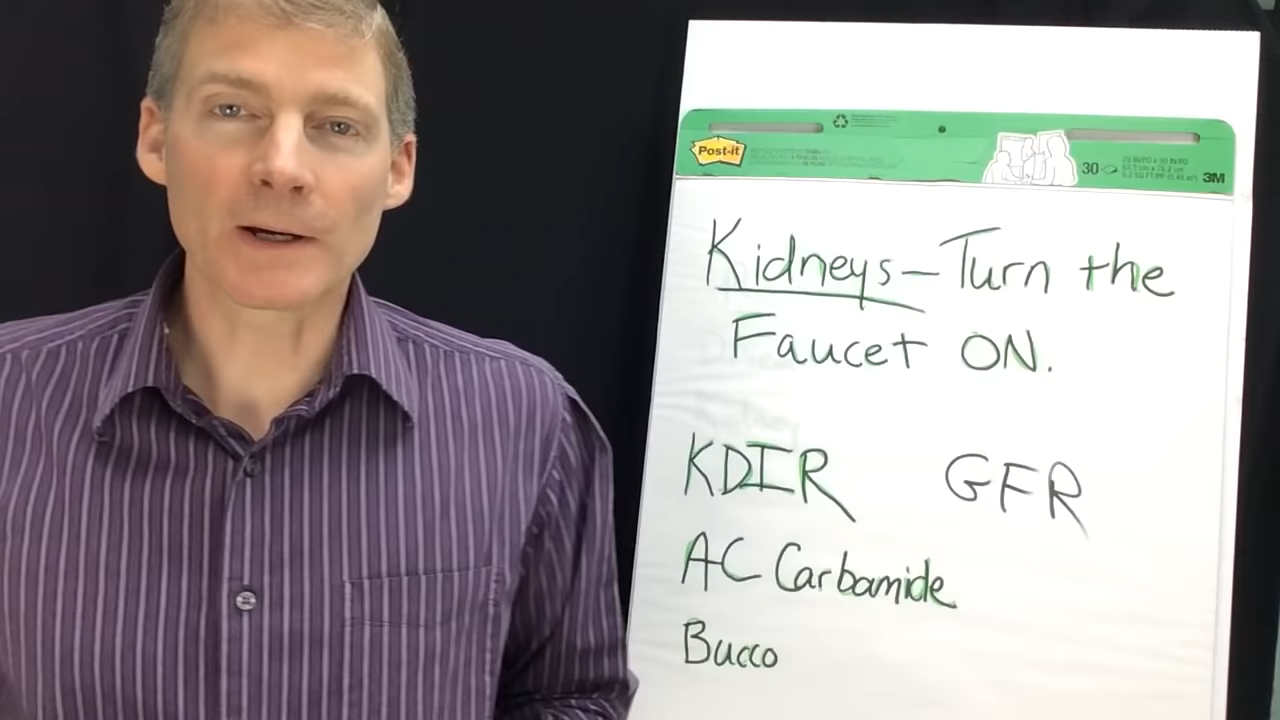 Post-it
30
3M
Kidneys – Turn the
Faucet ON.
KDIR GFR
AC Carbamide
Bucco